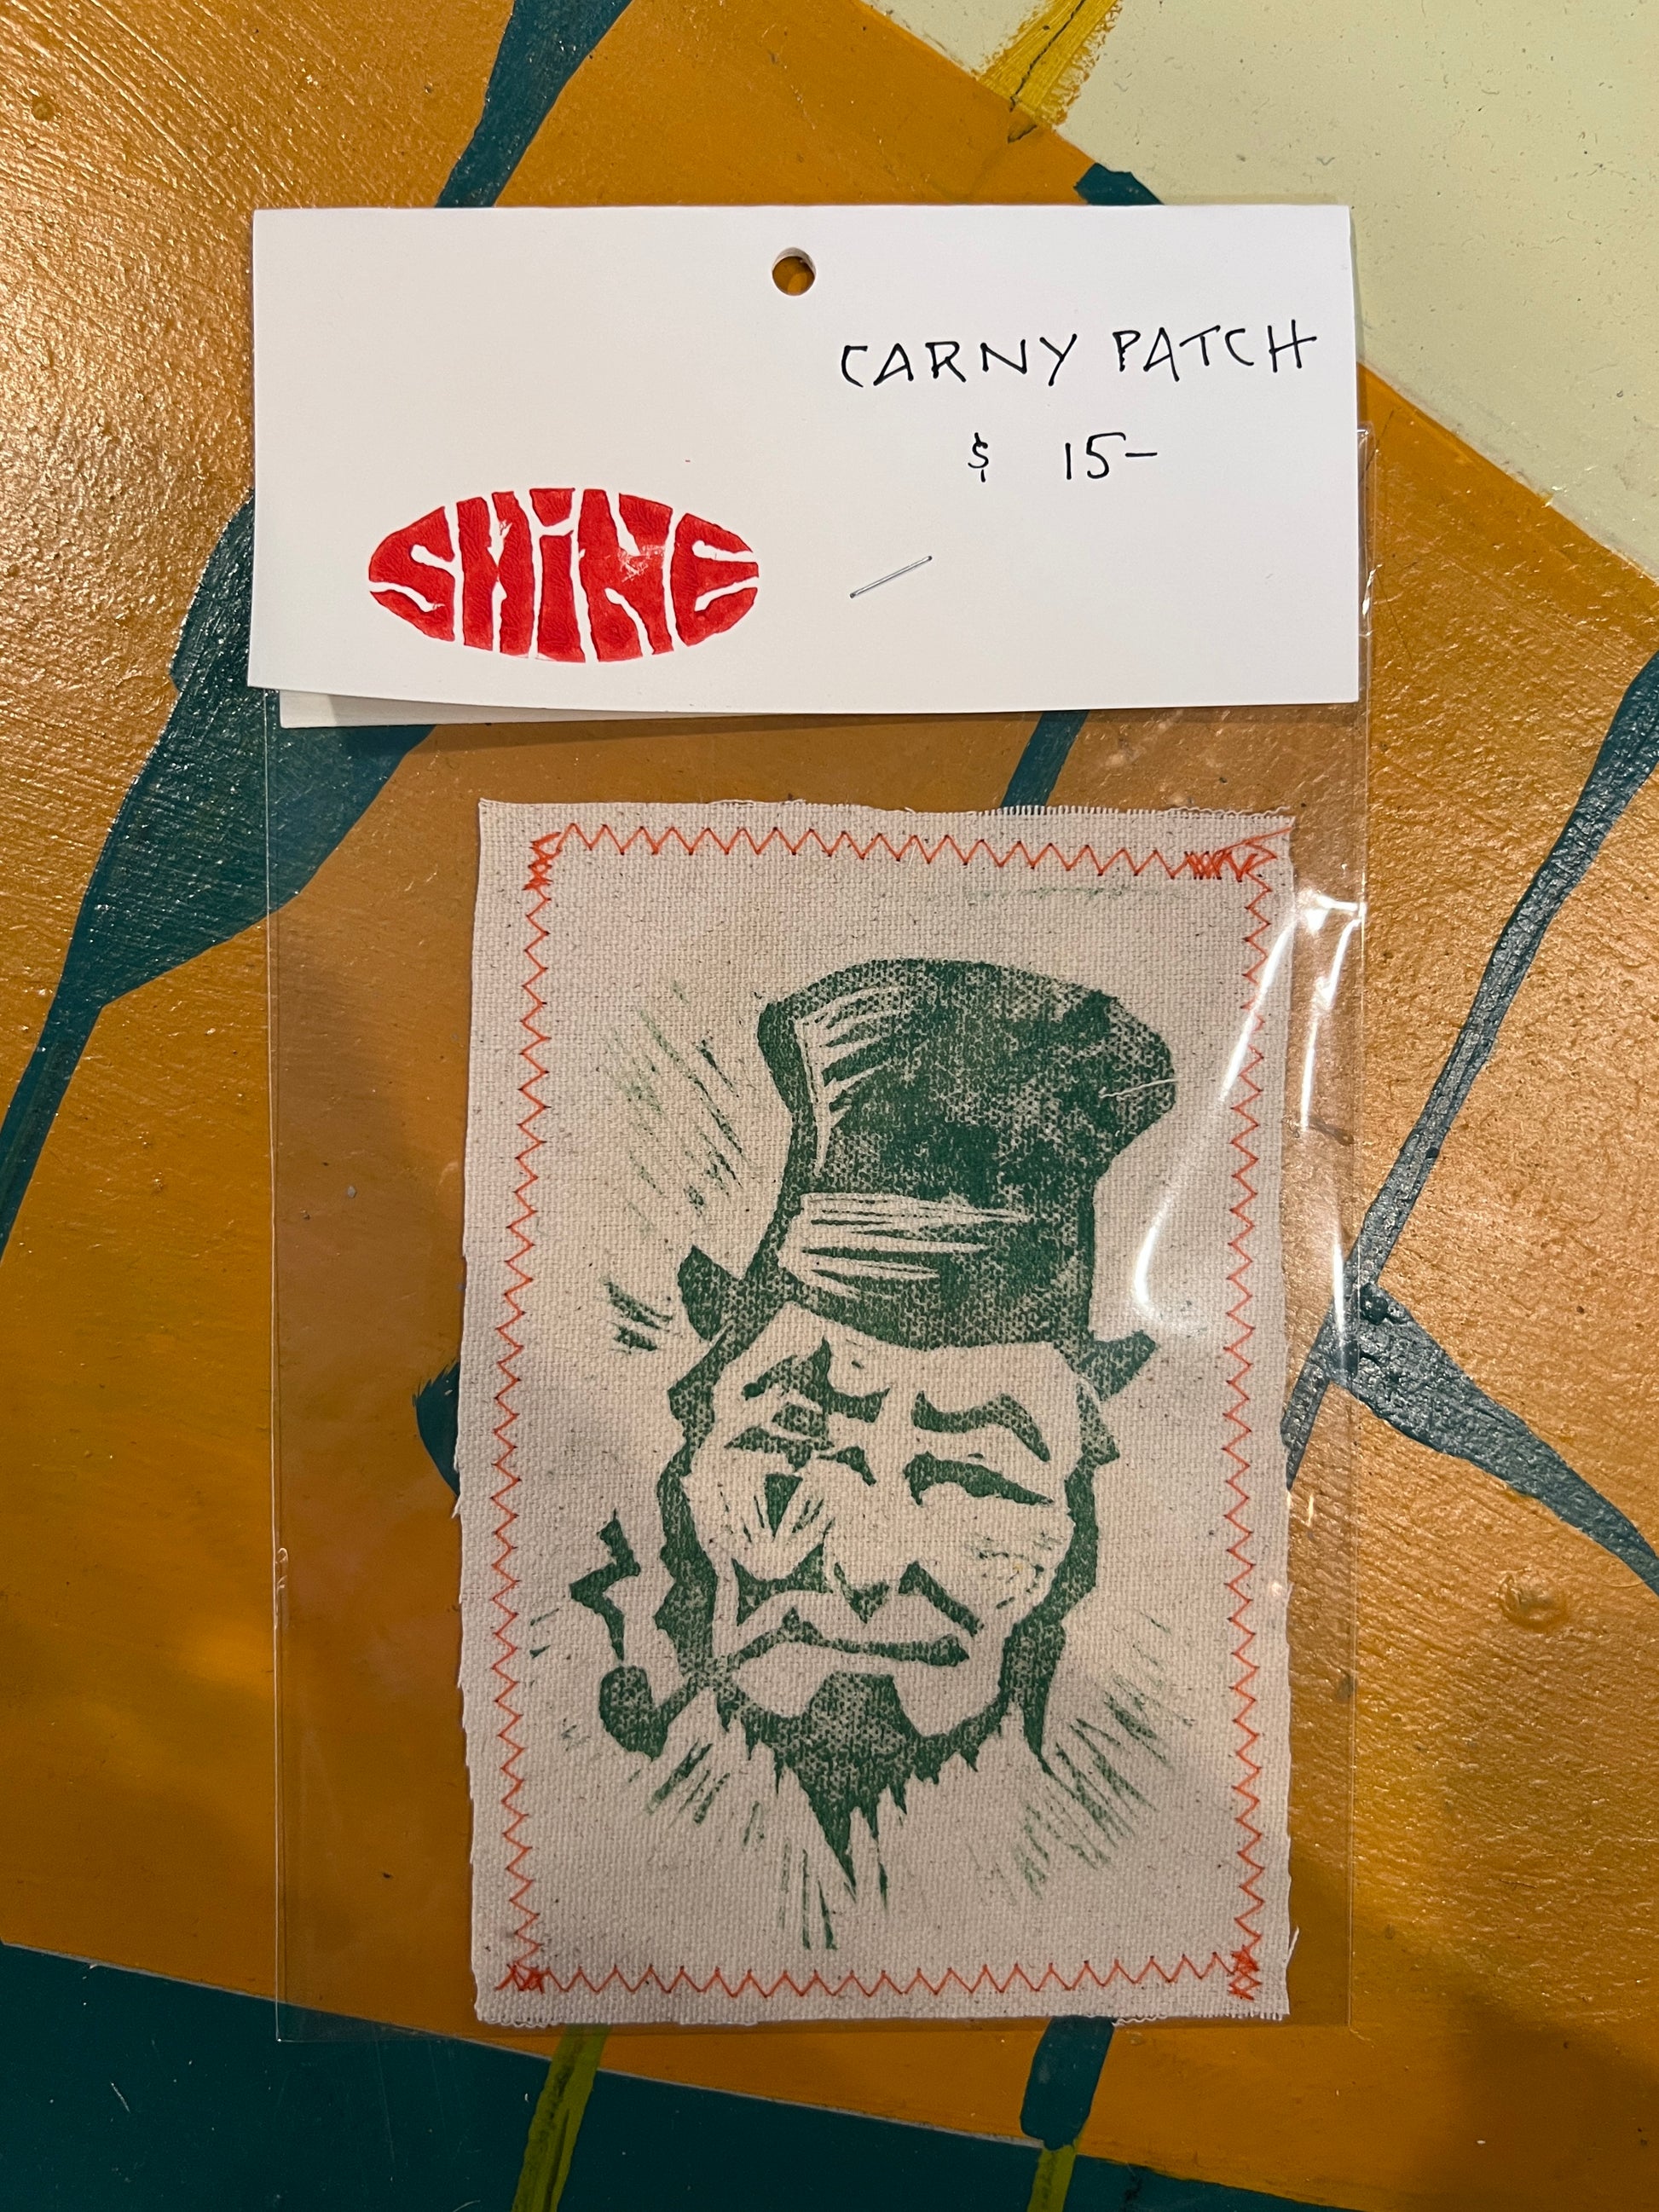 CARNY PATCH
$ 15-
SHiNE